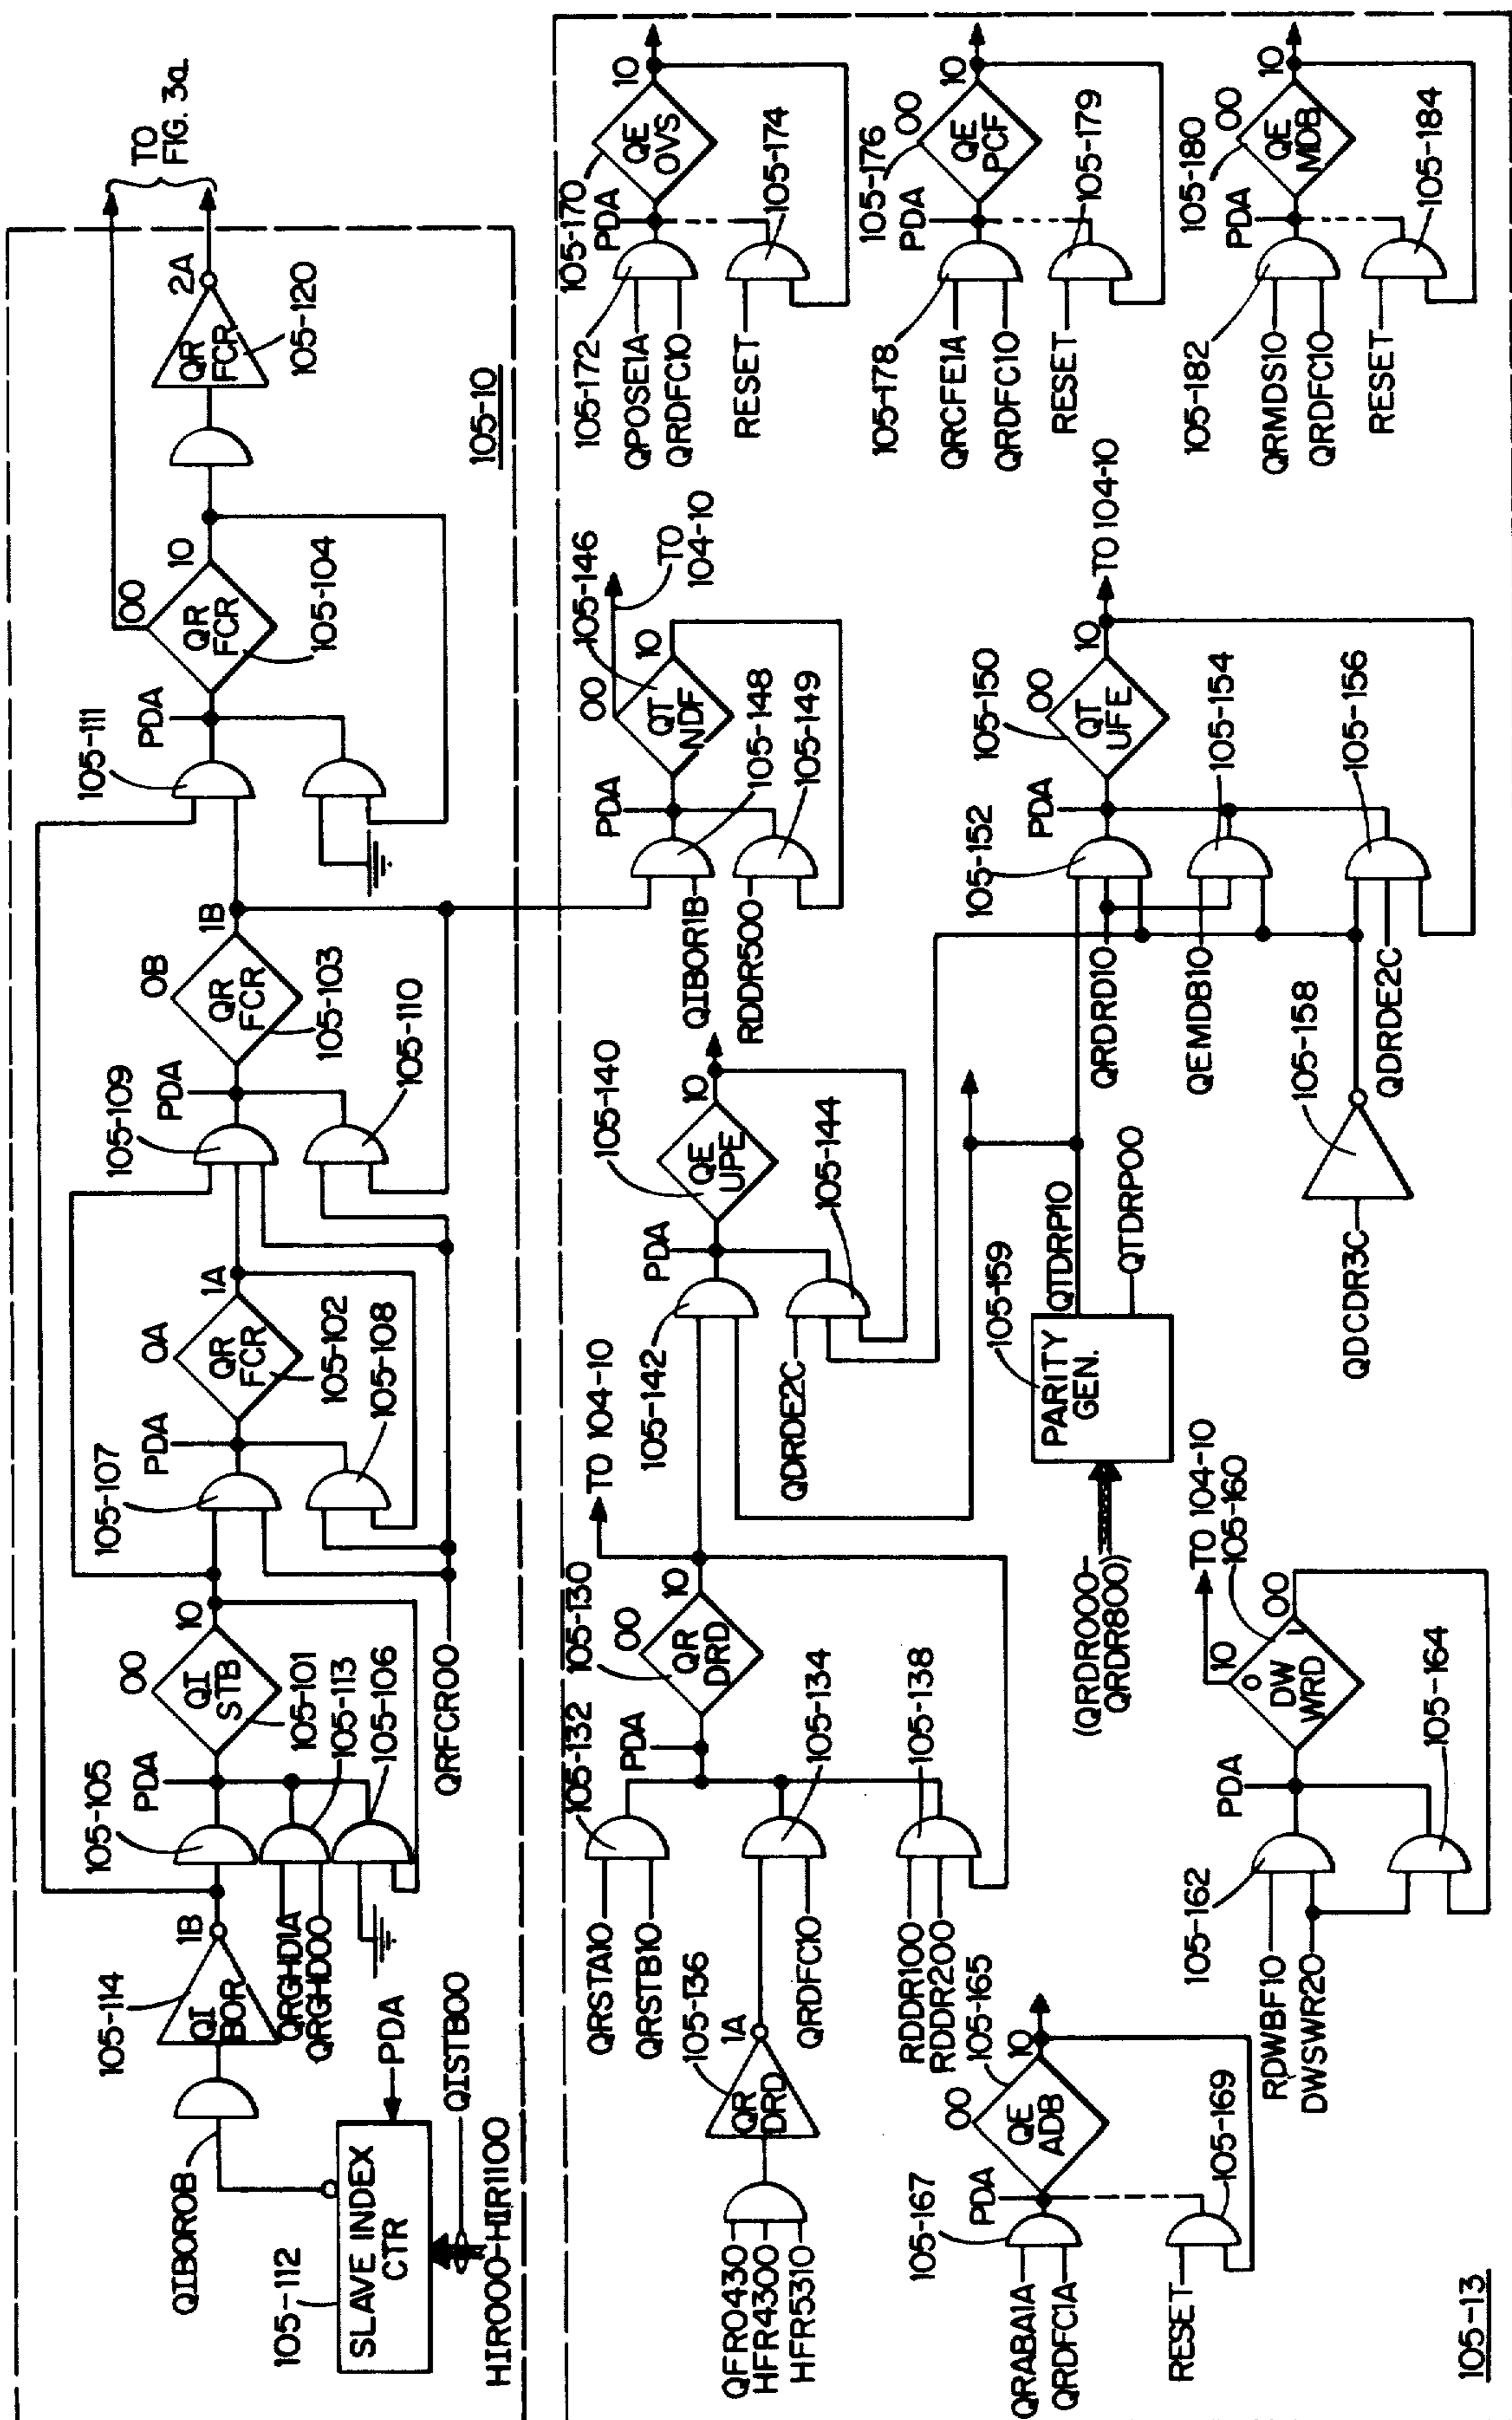 TO
FIG. 3a
105-114
QI
BOR
1B
QIBOR0B
105-112
SLAVE INDEX
CTR
PDA
QISTB00
HIR000-HIR1100
QRGHD1A
QRGHD00
105-105
PDA
00
QI
STB
10
105-101
105-113
105-106
QRFCR00
105-107
PDA
0A
QR
FCR
1A
105-102
105-108
105-109
PDA
0B
QR
FCR
1B
105-103
105-110
105-111
PDA
00
QR
FCR
10
105-104
QR
FCR
2A
105-120
105-10
QRSTA10
QRSTB10
105-132
PDA
105-130
00
QR
DRD
10
TO 104-10
105-134
105-138
QFR0430
HFR4300
HFR5310
QR
DRD
1A
105-136
QRDFC10
RDDR100
RDDR200
105-142
PDA
QE
UPE
10
105-140
105-144
QDRDE2C
QIBOR1B
RDDR500
PDA
00
QT
NDF
10
105-146
TO
104-10
105-148
105-149
105-172
QPOSE1A
QRDFC10
RESET
105-170
PDA
QE
OVS
10
105-174
105-178
QRCFE1A
QRDFC10
RESET
105-176
PDA
00
QE
PCF
10
105-179
105-182
QRMDS10
QRDFC10
RESET
105-180
PDA
00
QE
MDB
10
105-184
105-167
QRABA1A
QRDFC1A
RESET
PDA
00
QE
ADB
10
105-165
105-169
105-162
RDWBF10
DWSWR20
PDA
10
0
DW
WRD
1
00
TO 104-10
105-160
105-164
(QRDR000-
QRDR800)
105-159
PARITY
GEN.
QTDRP10
QTDRP00
QRDRD10
QEMDB10
QDRDE2C
QDCDR3C
105-158
105-152
PDA
00
QT
UFE
10
TO 104-10
105-150
105-154
105-156
105-13